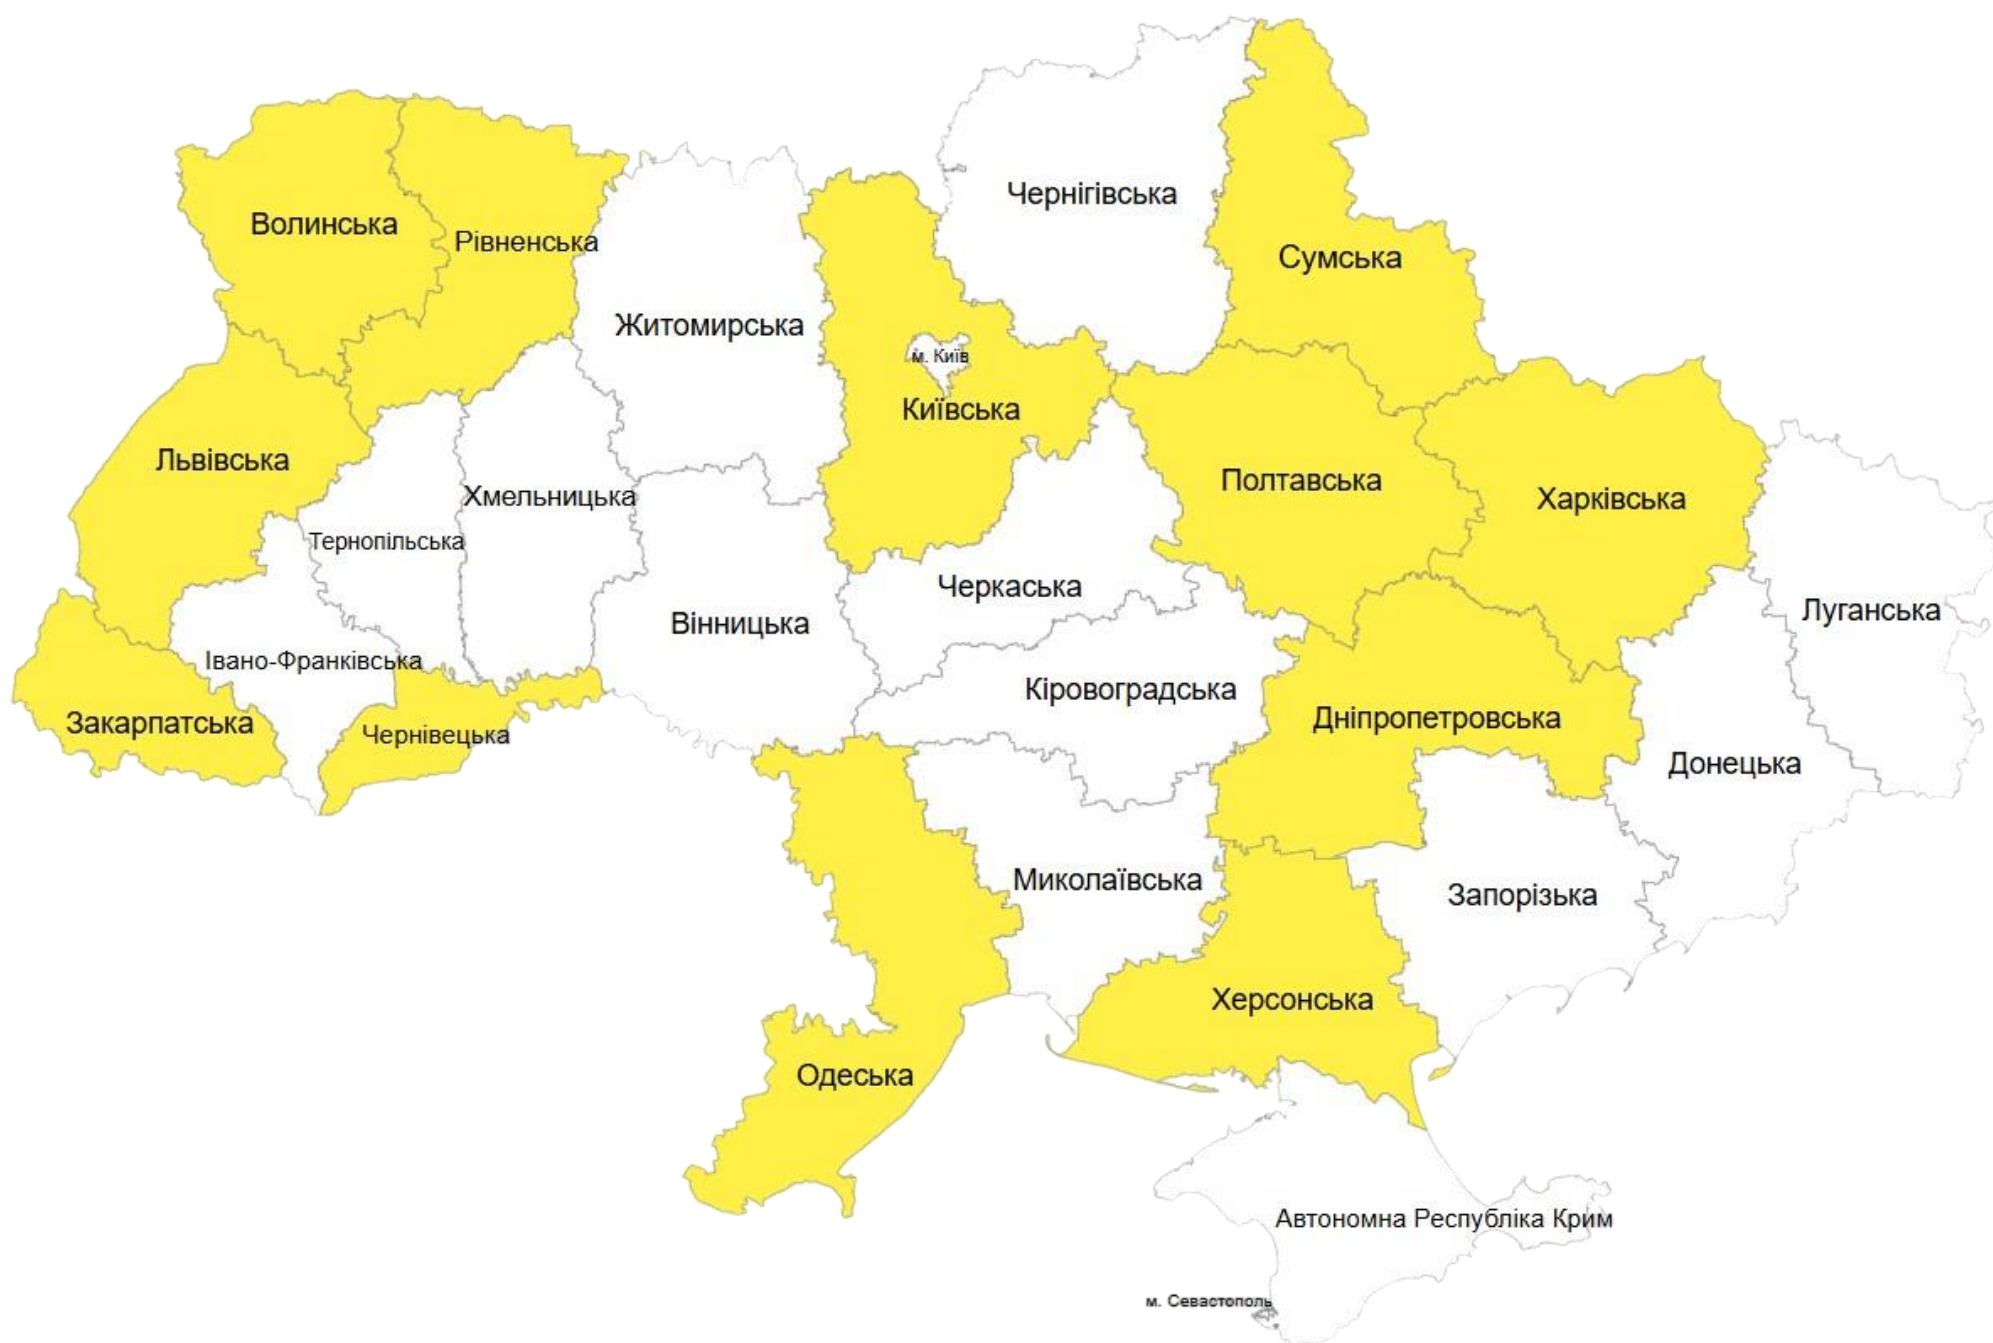 Чернігівська
Волинська
Рівненська
Сумська
Житомирська
м. Київ
Київська
Львівська
Полтавська
Хмельницька
Харківська
Тернопільська
Черкаська
Луганська
Вінницька
Івано-Франківська
Кіровоградська
Дніпропетровська
Закарпатська
Чернівецька
Донецька
Миколаївська
Запорізька
Херсонська
Одеська
Автономна Республіка Крим
м. Севастополь